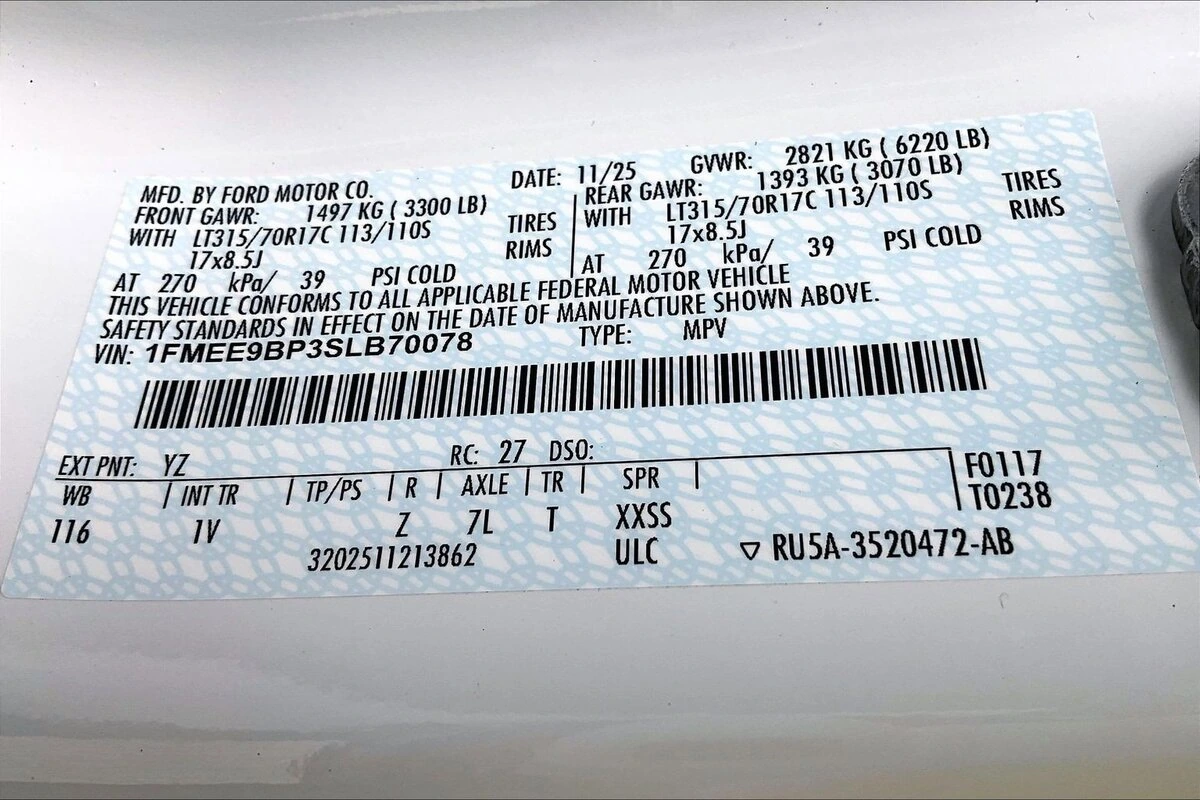 MFD. BY FORD MOTOR CO. DATE: 11/25 GVWR: 2821 KG ( 6220 LB)
FRONT GAWR: 1497 KG ( 3300 LB) REAR GAWR: 1393 KG ( 3070 LB)
WITH LT315/70R17C 113/110S TIRES WITH LT315/70R17C 113/110S TIRES
17x8.5J RIMS 17x8.5J RIMS
AT 270 kPa/ 39 PSI COLD AT 270 kPa/ 39 PSI COLD
THIS VEHICLE CONFORMS TO ALL APPLICABLE FEDERAL MOTOR VEHICLE
SAFETY STANDARDS IN EFFECT ON THE DATE OF MANUFACTURE SHOWN ABOVE.
VIN: 1FMEE9BP3SLB70078 TYPE: MPV
EXT PNT: YZ RC: 27 DSO:
WB INT TR TP/PS R AXLE TR SPR F0117
116 1V Z 7L T XXSS T0238
3202511213862 ULC ▽ RU5A-3520472-AB